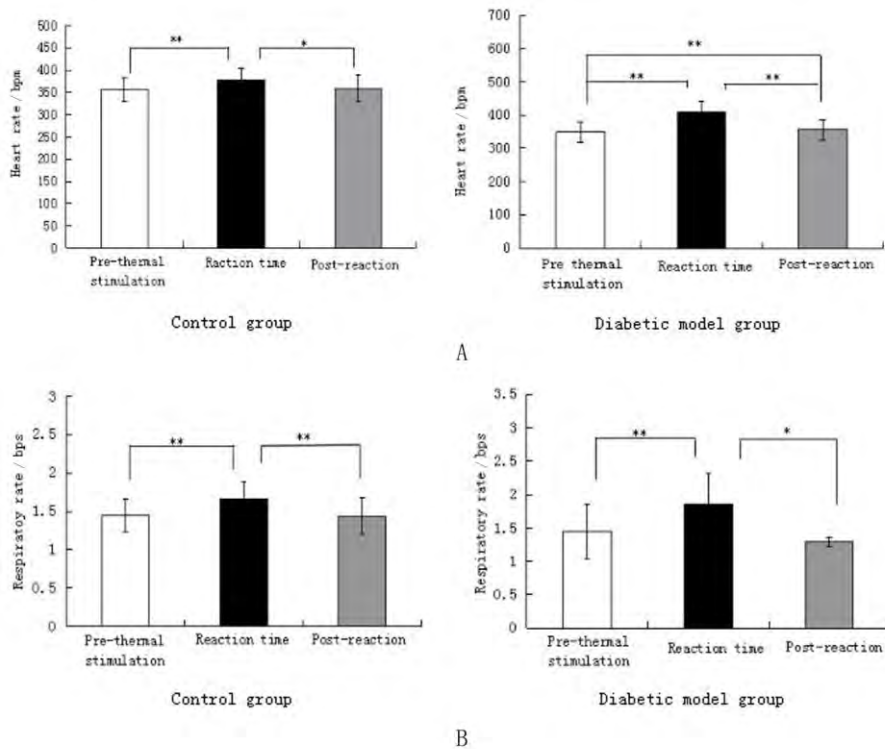 500
450
400
350
300
250
200
150
100
50
0
Heart rate/bpm
**
*
Pre-thermal
stimulation
Raction time
Post-reaction
Control group
700
600
500
400
300
200
100
0
Heart rate/bpm
**
**
**
Pre thermal
stimulation
Reaction time
Post-reaction
Diabetic model group
A
3
2.5
2
1.5
1
0.5
0
Respiratoy rate/bps
**
**
Pre-thermal
stimulation
Reaction time
Post-reaction
Control group
3.5
3
2.5
2
1.5
1
0.5
0
Respiratory rate/bps
**
*
Pre-thermal
stimulation
Reaction time
Post-reaction
Diabetic model group
B